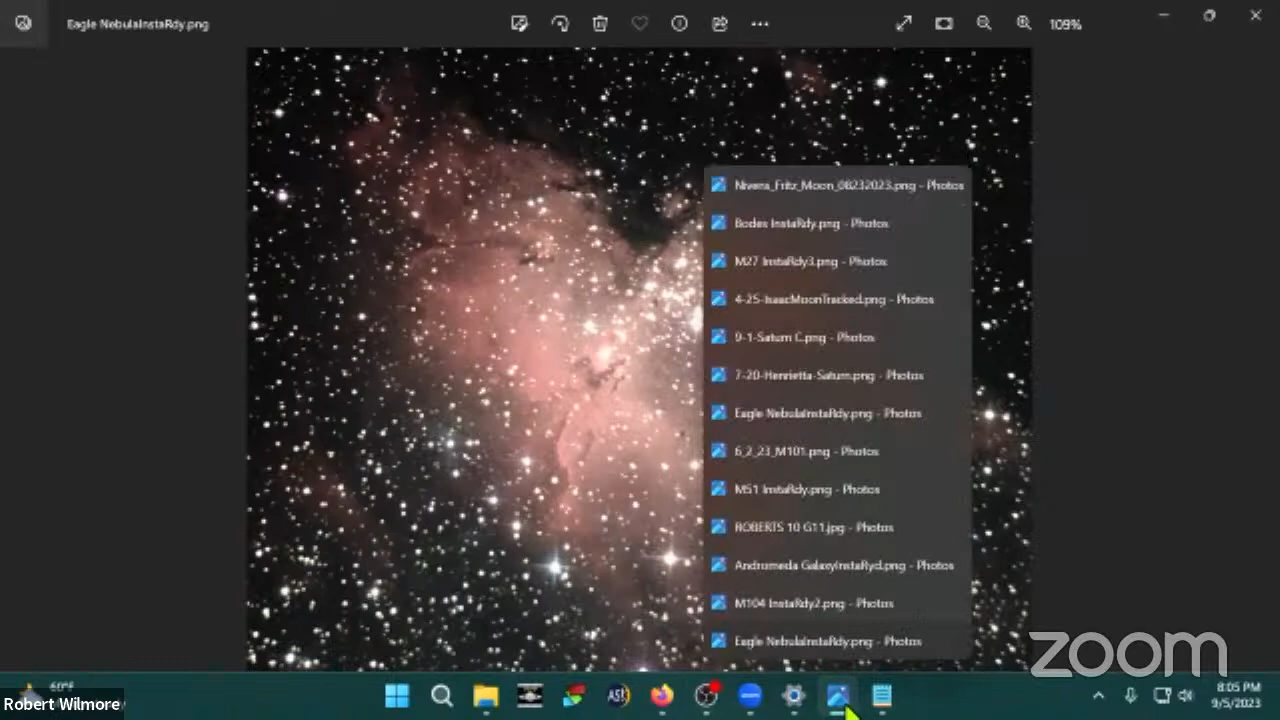 Eagle NebulaInstaRdy.png
109%
Nivens_Fritz_Moon_08232023.png - Photos
Bodes InstaRdy.png - Photos
M27 InstaRdy3.png - Photos
4-25-IsaacMoonTracked.png - Photos
9-1-Saturn C.png - Photos
7-20-Henrietta-Saturn.png - Photos
Eagle NebulaInstaRdy.png - Photos
6_2_23_M101.png - Photos
M51 InstaRdy.png - Photos
ROBERTS 10 G11.jpg - Photos
Andromeda GalaxyInstaRyd.png - Photos
M104 InstaRdy2.png - Photos
Eagle NebulaInstaRdy.png - Photos
zoom
60°F
Robert Wilmore
zoom
8:05 PM
9/5/2023